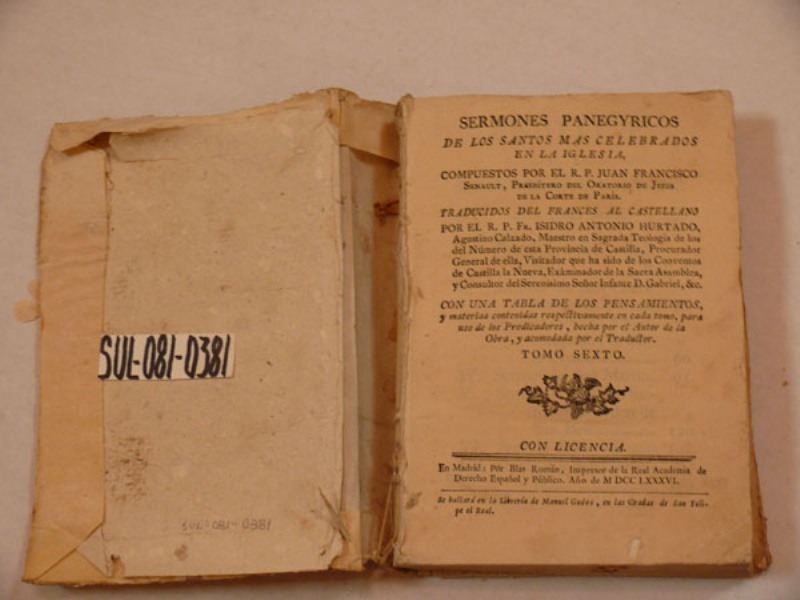 SUL-081-0381
SUL-081-0381
SERMONES PANEGYRICOS
DE LOS SANTOS MAS CELEBRADOS
EN LA IGLESIA,
COMPUESTOS POR EL R. P. JUAN FRANCISCO
SENAULT, PRESBÍTERO DEL ORATORIO DE JESUS
DE LA CORTE DE PARIS.
TRADUCIDOS DEL FRANCES AL CASTELLANO
POR EL R. P. FR. ISIDRO ANTONIO HURTADO,
Agustino Calzado, Maestro en Sagrada Teología de los
del Número de esta Provincia de Castilla, Procurador
General de ella, Visitador que ha sido de los Conventos
de Castilla la Nueva, Exâminador de la Sacra Asamblea,
y Consultor del Serenísimo Señor Infante D. Gabriel, &c.
CON UNA TABLA DE LOS PENSAMIENTOS,
y materias contenidas respectivamente en cada tomo, para
uso de los Predicadores, hecha por el Autor de la
Obra, y acomodada por el Traductor.
TOMO SEXTO.
CON LICENCIA.
En Madrid: Por Blas Román, Impresor de la Real Academia de
Derecho Español y Público. Año de M DCC LXXXVI.
Se hallará en la Librería de Manuel Godos, en las Gradas de San Feli-
pe el Real.